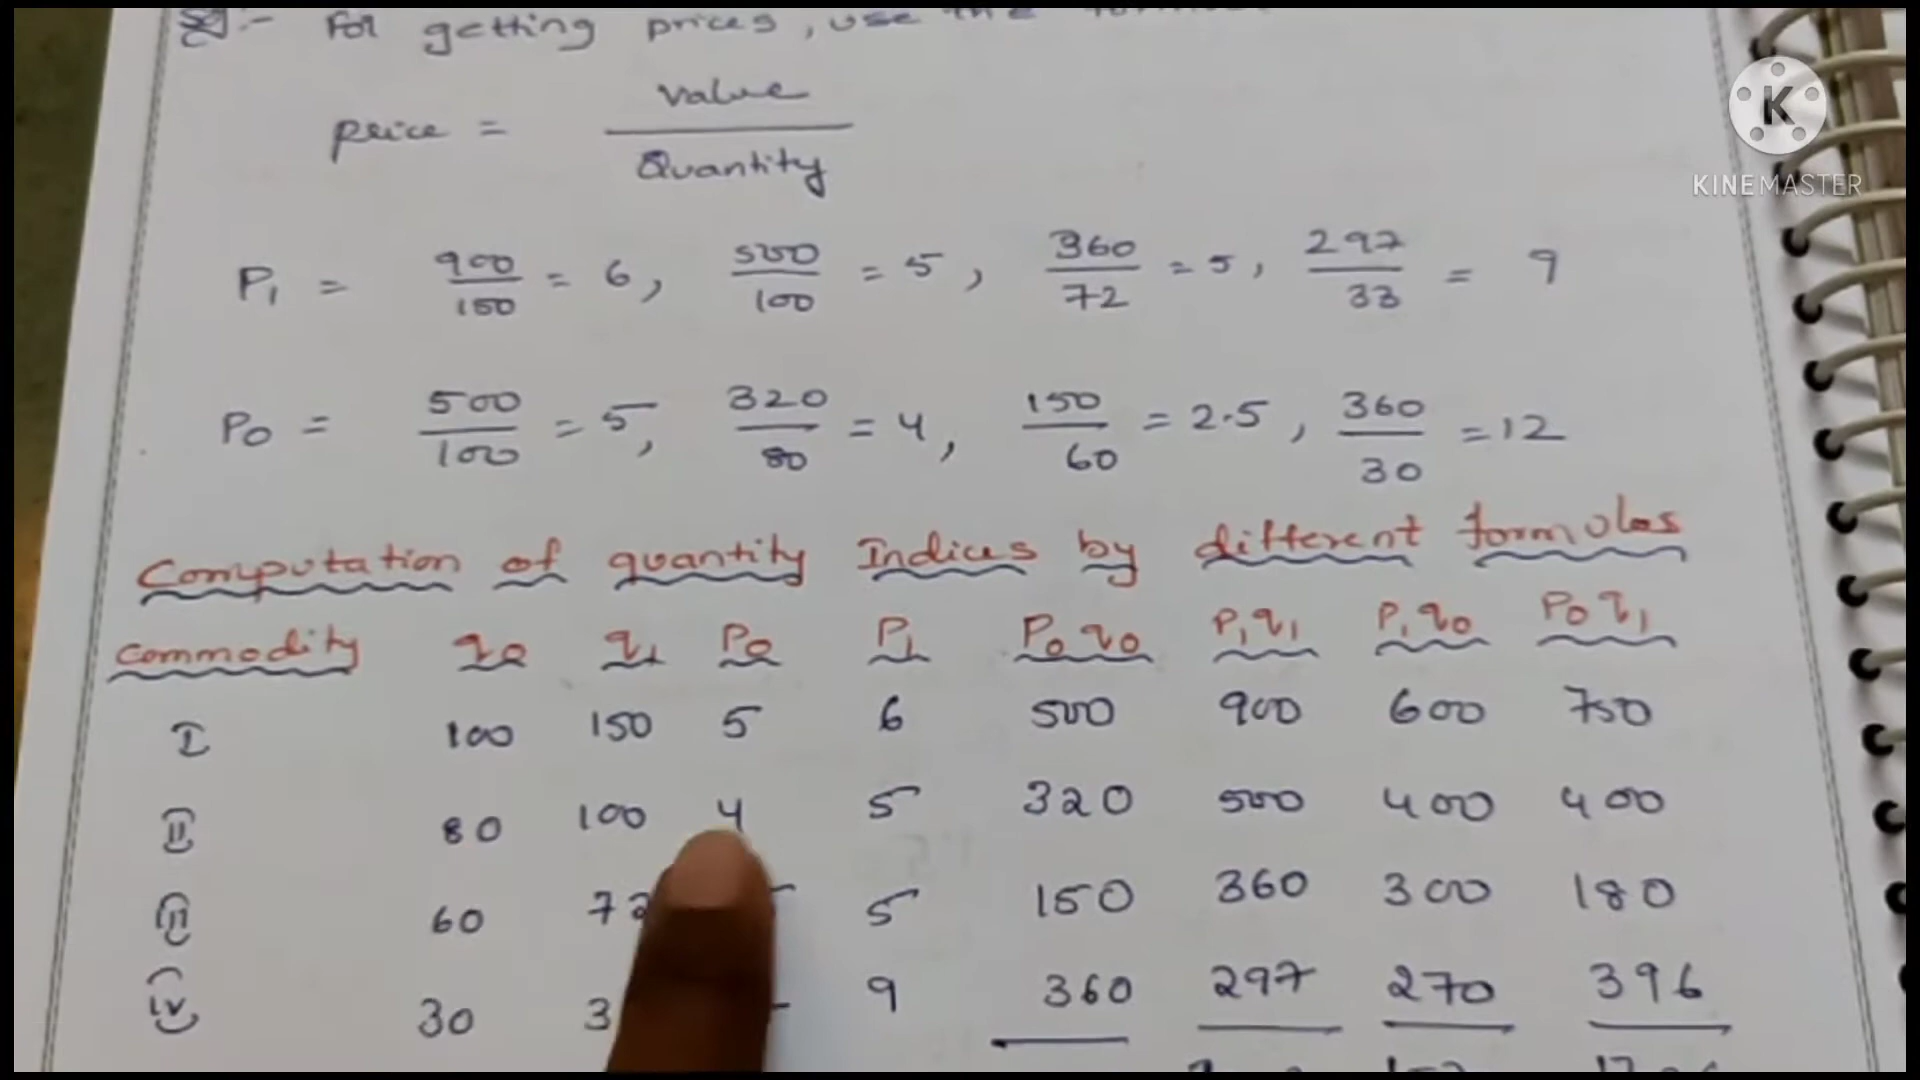 For getting prices, use the
price = Value / Quantity
P₁ = 900/150 = 6, 500/100 = 5, 360/72 = 5, 297/33 = 9
P₀ = 500/100 = 5, 320/80 = 4, 150/60 = 2.5, 360/30 = 12
Computation of quantity Indices by different formulas
Commodity q₀ q₁ P₀ P₁ P₀q₀ P₁q₁ P₁q₀ P₀q₁
I 100 150 5 6 500 900 600 750
II 80 100 4 5 320 500 400 400
III 60 72 5 150 360 300 180
IV 30 3 9 360 297 270 396
K
KINEMASTER